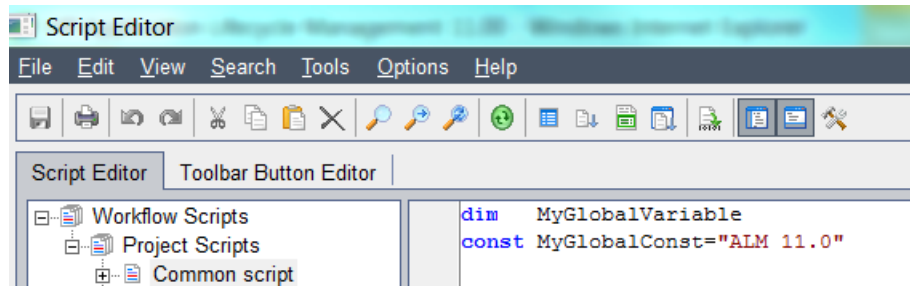 Script Editor
File Edit View Search Tools Options Help
Script Editor Toolbar Button Editor
Workflow Scripts
Project Scripts
Common script
dim MyGlobalVariable
const MyGlobalConst="ALM 11.0"